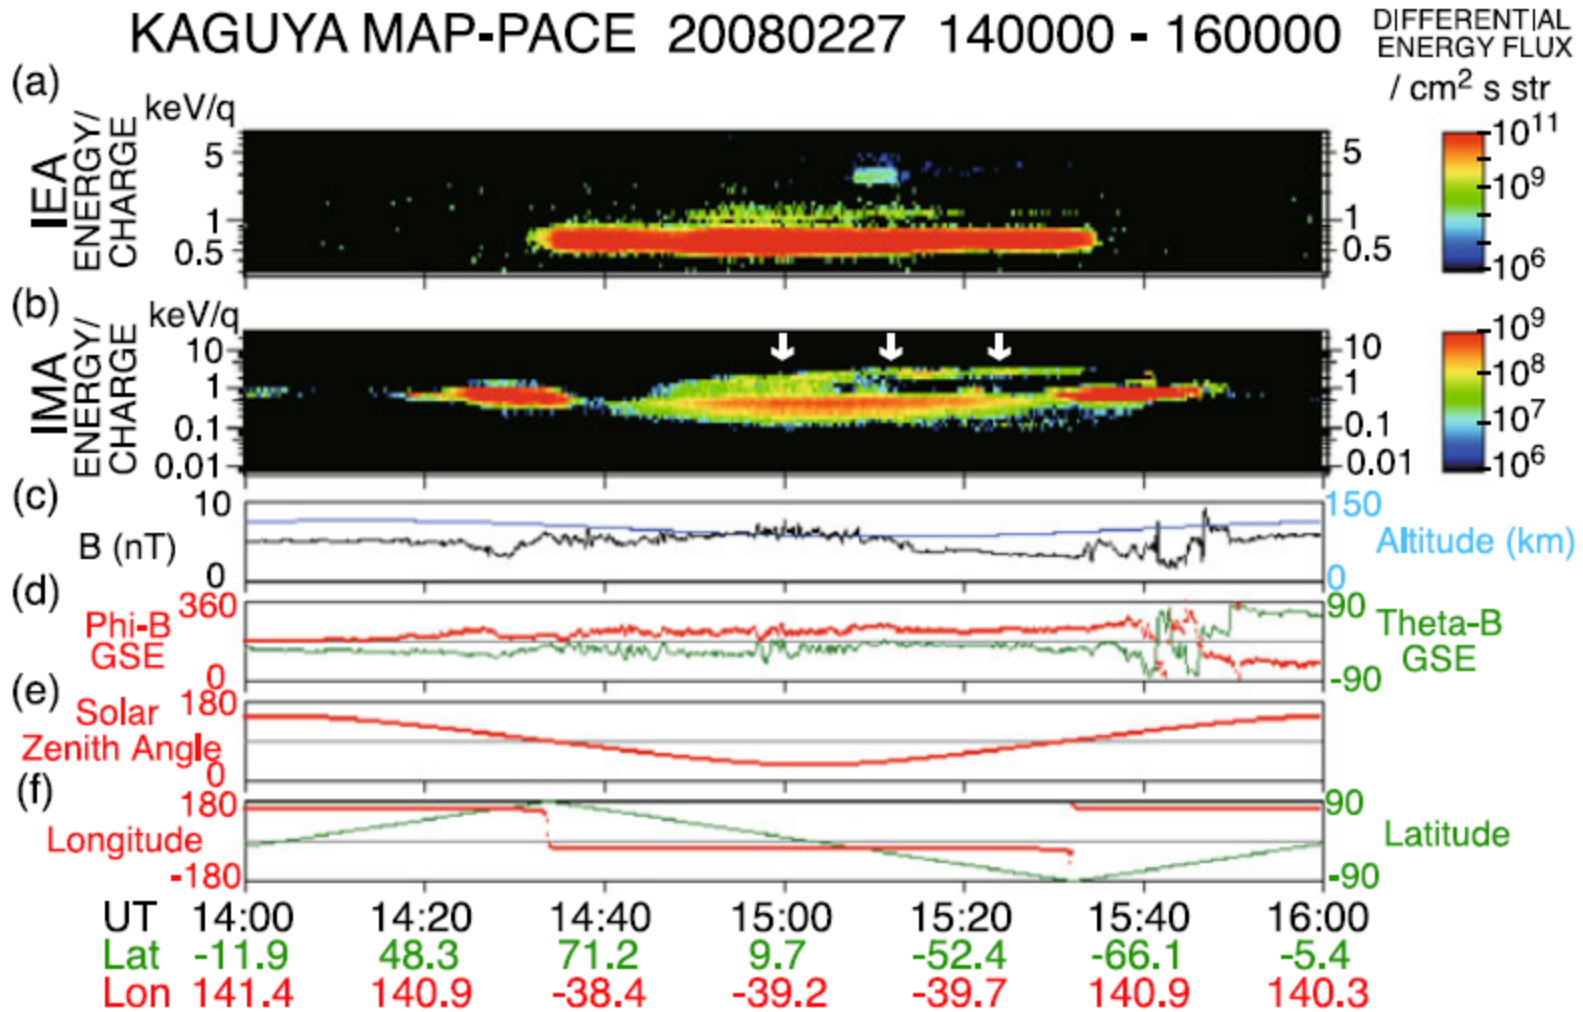 KAGUYA MAP-PACE 20080227 140000 - 160000
DIFFERENTIAL
ENERGY FLUX
/ cm² s str
(a)
IEA
ENERGY/
CHARGE
keV/q
5
1
0.5
5
1
0.5
10¹¹
10⁹
10⁶
(b)
IMA
ENERGY/
CHARGE
keV/q
10
1
0.1
0.01
10
1
0.1
0.01
10⁹
10⁸
10⁷
10⁶
(c)
10
B (nT)
0
150
Altitude (km)
0
(d)
360
Phi-B
GSE
0
90
Theta-B
GSE
-90
(e)
180
Solar
Zenith Angle
0
(f)
180
Longitude
-180
90
Latitude
-90
UT 14:00 14:20 14:40 15:00 15:20 15:40 16:00
Lat -11.9 48.3 71.2 9.7 -52.4 -66.1 -5.4
Lon 141.4 140.9 -38.4 -39.2 -39.7 140.9 140.3